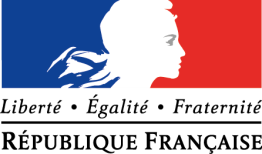 Liberté • Égalité • Fraternité
RÉPUBLIQUE FRANÇAISE